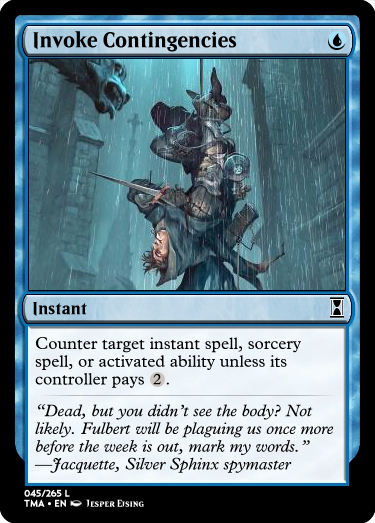 Invoke Contingencies
Instant
Counter target instant spell, sorcery
spell, or activated ability unless its
controller pays 2.
“Dead, but you didn’t see the body? Not
likely. Fulbert will be plaguing us once more
before the week is out, mark my words.”
—Jacquette, Silver Sphinx spymaster
045/265 L
TMA • EN Jesper Ejsing